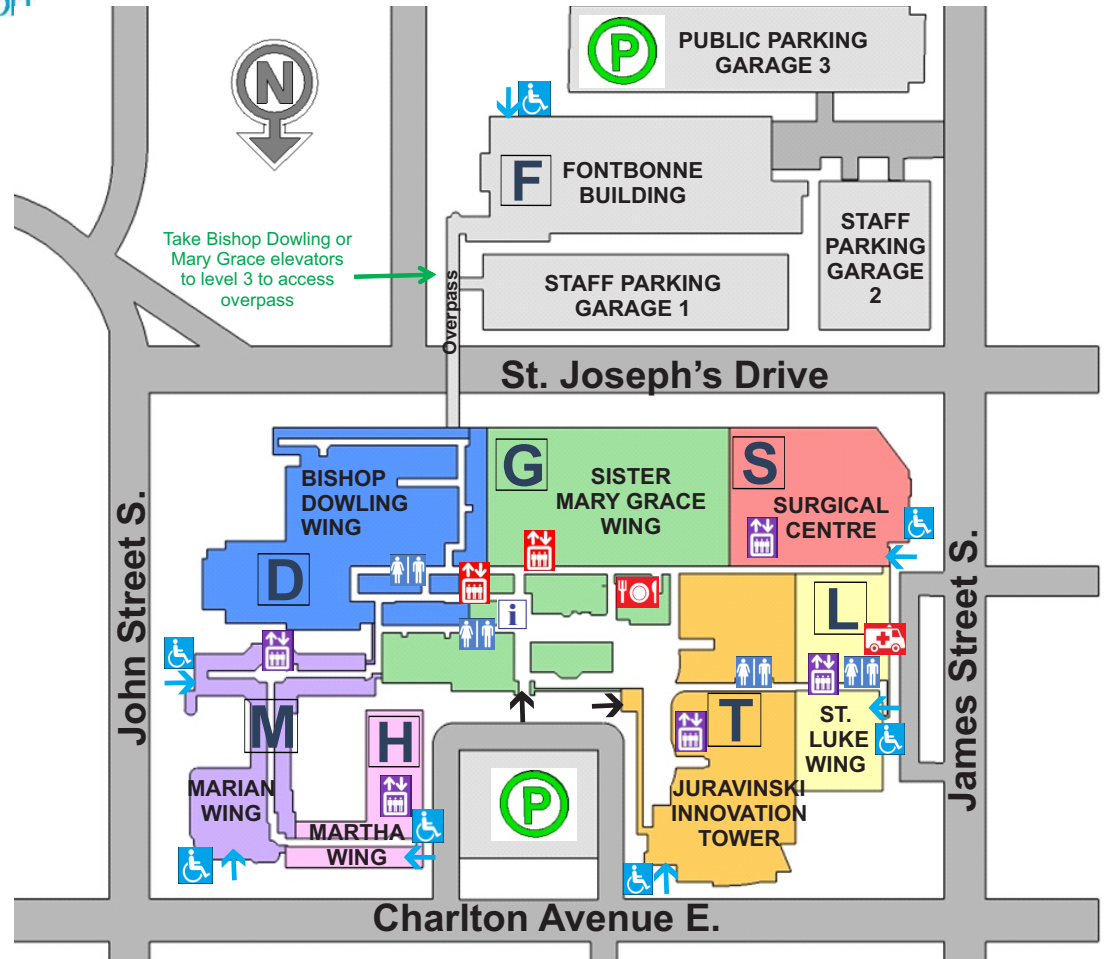 N
P
PUBLIC PARKING
GARAGE 3
F
FONTBONNE
BUILDING
STAFF
PARKING
GARAGE
2
Take Bishop Dowling or
Mary Grace elevators
to level 3 to access
overpass
Overpass
STAFF PARKING
GARAGE 1
St. Joseph's Drive
BISHOP
DOWLING
WING
D
G
SISTER
MARY GRACE
WING
S
SURGICAL
CENTRE
i
L
John Street S.
James Street S.
M
H
T
ST.
LUKE
WING
MARIAN
WING
MARTHA
WING
P
JURAVINSKI
INNOVATION
TOWER
Charlton Avenue E.